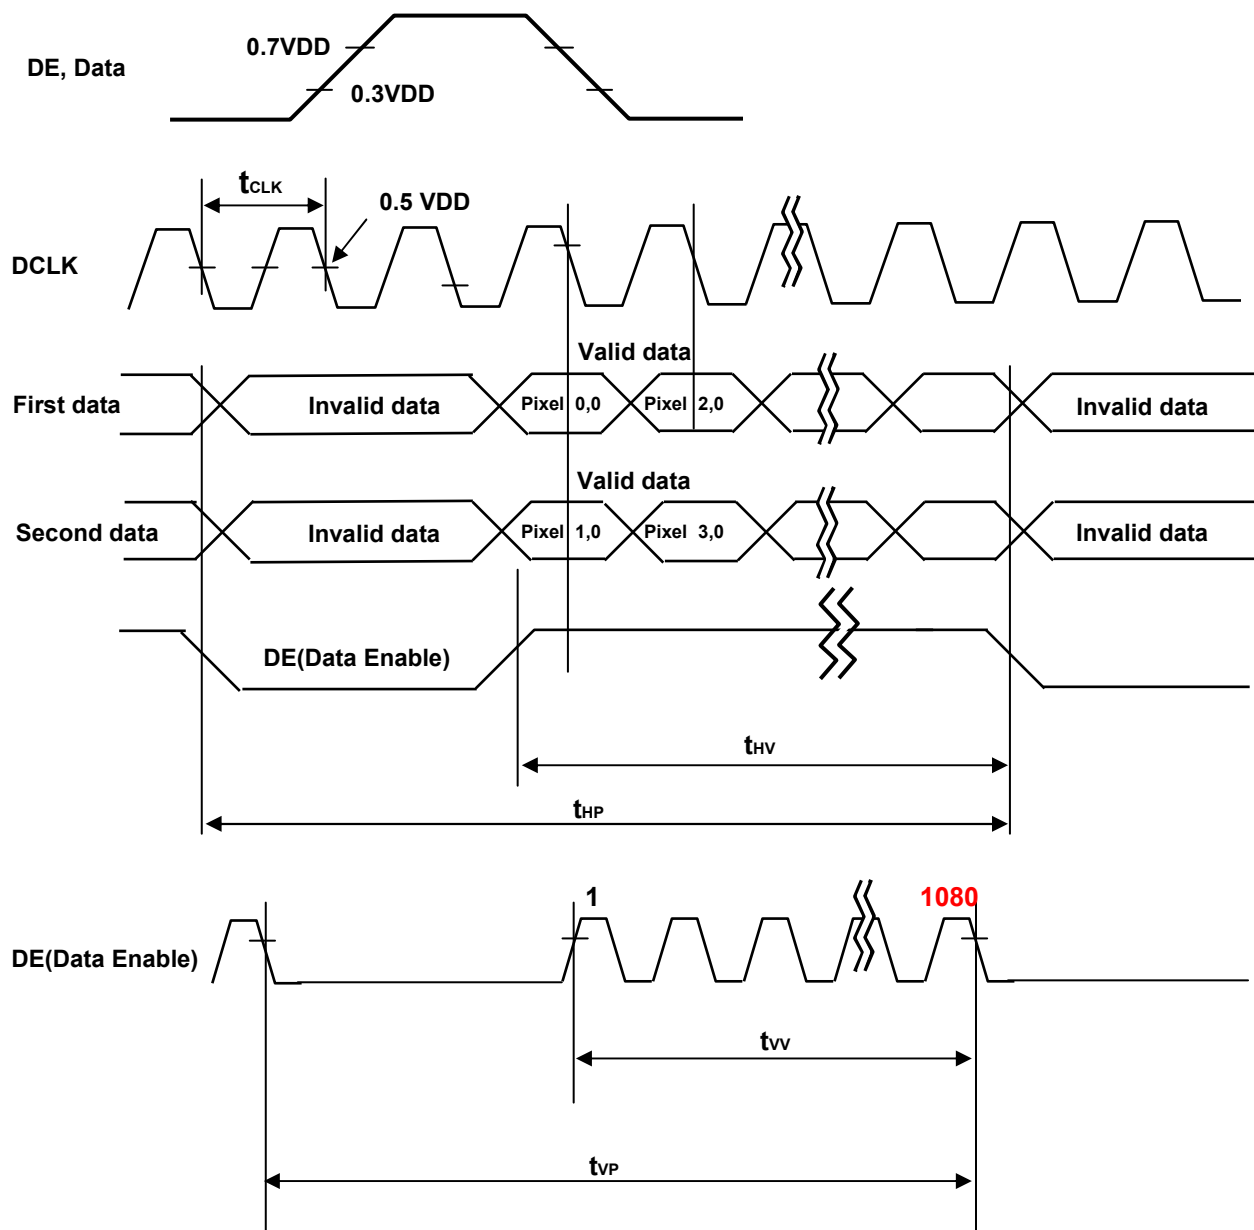 0.7VDD
DE, Data
0.3VDD
tCLK
0.5 VDD
DCLK
Valid data
First data
Invalid data
Pixel 0,0
Pixel 2,0
Invalid data
Valid data
Second data
Invalid data
Pixel 1,0
Pixel 3,0
Invalid data
DE(Data Enable)
tHV
tHP
1
1080
DE(Data Enable)
tVV
tVP